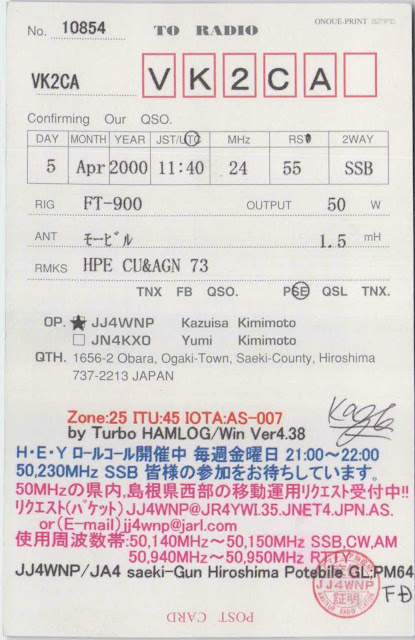 ONOUE-PRINT
No. 10854 TO RADIO
VK2CA V K 2 C A
Confirming Our QSO.
DAY MONTH YEAR JST/UTC MHz RST 2WAY
5 Apr 2000 11:40 24 55 SSB
RIG FT-900 OUTPUT 50 W
ANT ﾓｰﾋﾞﾙ 1.5 mH
RMKS HPE CU&AGN 73
TNX FB QSO. PSE QSL TNX.
OP. ★ JJ4WNP Kazuisa Kimimoto
□ JN4KXO Yumi Kimimoto
QTH. 1656-2 Obara, Ogaki-Town, Saeki-County, Hiroshima
737-2213 JAPAN
Zone:25 ITU:45 IOTA:AS-007
by Turbo HAMLOG/Win Ver4.38
H・E・Y ﾛｰﾙｺｰﾙ開催中 毎週金曜日 21:00～22:00
50,230MHz SSB 皆様の参加をお待ちしています。
50MHzの県内,島根県西部の移動運用ﾘｸｴｽﾄ受付中!!
ﾘｸｴｽﾄ(ﾊﾟｹｯﾄ)JJ4WNP@JR4YWI.35.JNET4.JPN.AS.
or(E-mail)jj4wnp@jarl.com
使用周波数帯:50,140MHz～50,150MHz SSB,CW,AM
50,940MHz～50,950MHz RTTY
JJ4WNP/JA4 saeki-Gun Hiroshima Potebile GL:PM64
FD
JJ4WNP
証明
POST CARD